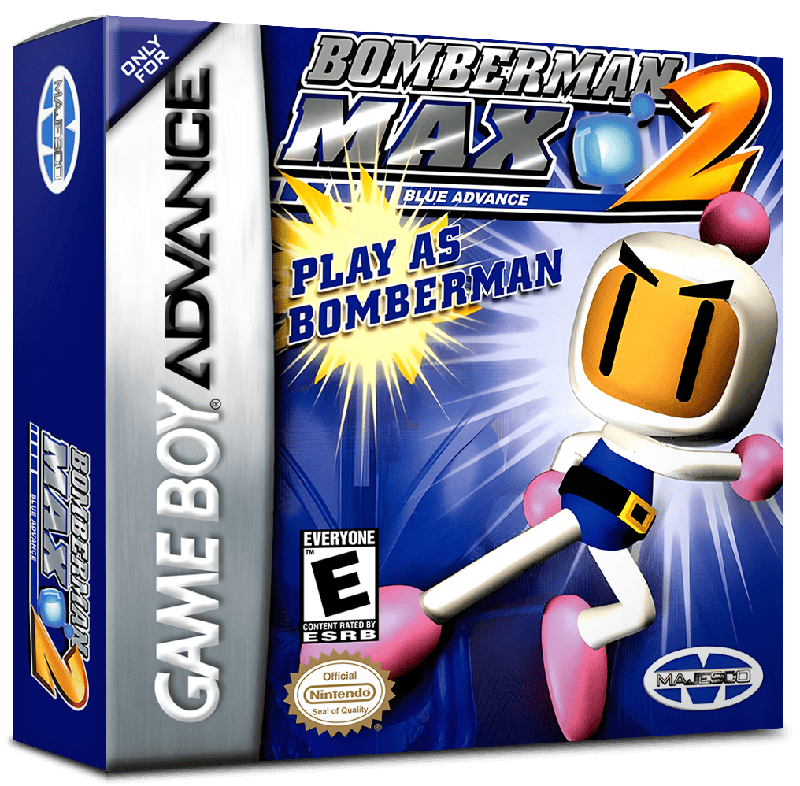 MAJESCO
BOMBERMAN
MAX 2
BLUE ADVANCE
ONLY
FOR
GAME BOY ADVANCE
®
BOMBERMAN
MAX 2
BLUE ADVANCE
PLAY AS
BOMBERMAN
EVERYONE
™
E
CONTENT RATED BY
ESRB
Official
Nintendo
Seal of Quality
®
MAJESCO